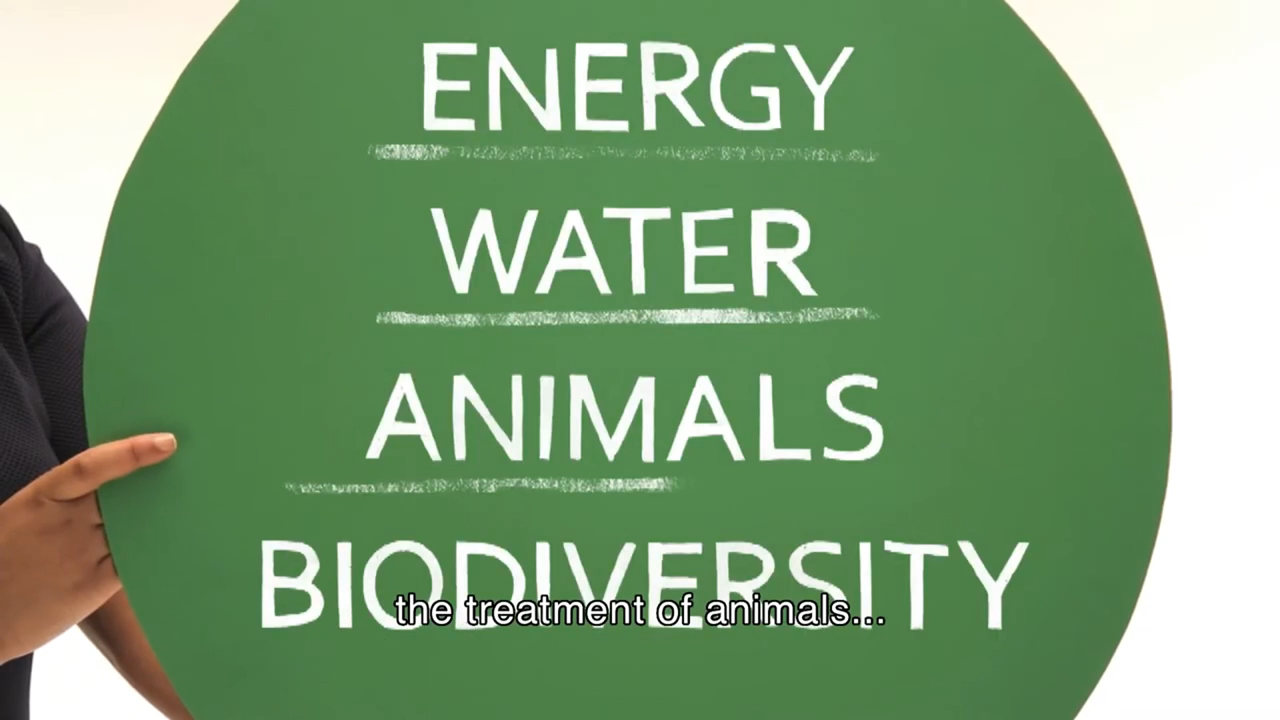 ENERGY
WATER
ANIMALS
BIODIVERSITY
the treatment of animals...